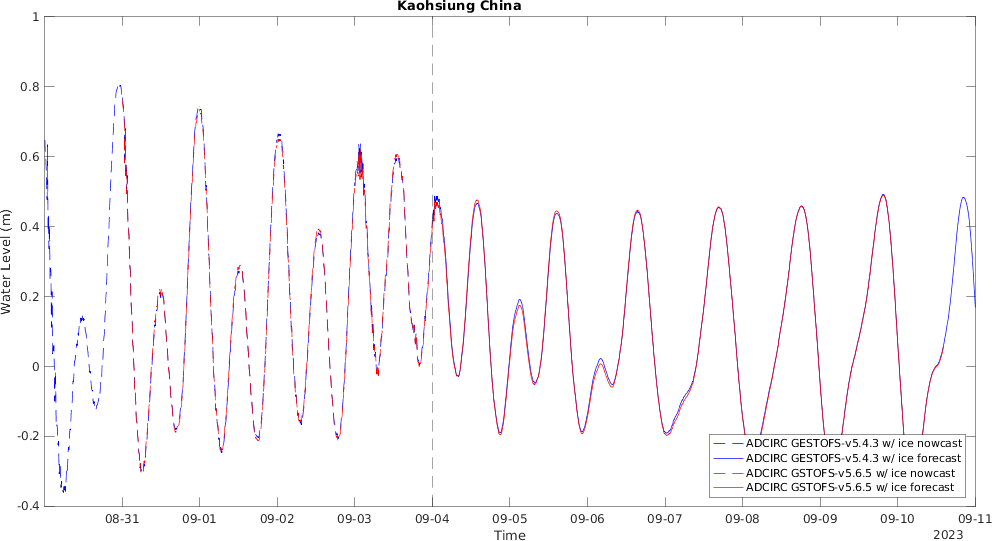 Kaohsiung China
1
0.8
0.6
0.4
0.2
0
-0.2
-0.4
Water Level (m)
08-31 09-01 09-02 09-03 09-04 09-05 09-06 09-07 09-08 09-09 09-10 09-11
Time
2023
ADCIRC GESTOFS-v5.4.3 w/ ice nowcast
ADCIRC GESTOFS-v5.4.3 w/ ice forecast
ADCIRC GSTOFS-v5.6.5 w/ ice nowcast
ADCIRC GSTOFS-v5.6.5 w/ ice forecast